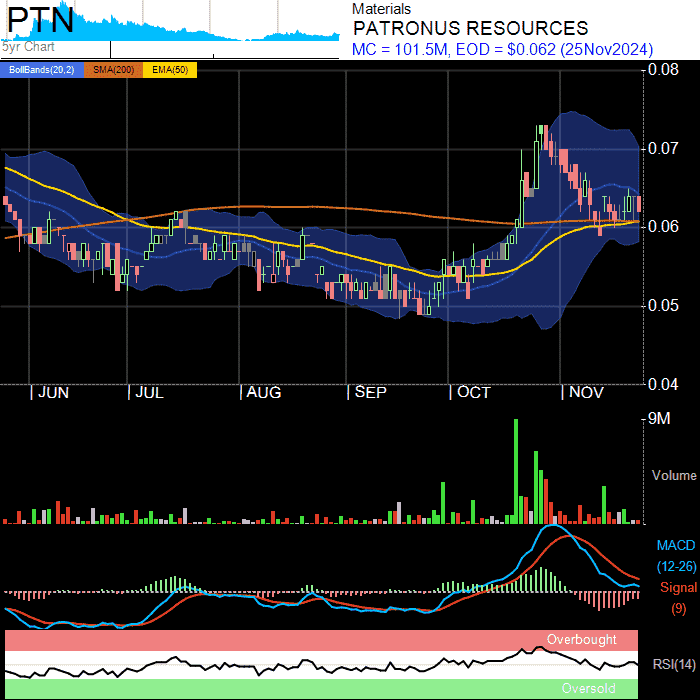 PTN
Materials
PATRONUS RESOURCES
5yr Chart
MC = 101.5M, EOD = $0.062 (25Nov2024)
BollBands(20,2) SMA(200) EMA(50)
0.08
0.07
0.06
0.05
0.04
JUN JUL AUG SEP OCT NOV
9M
Volume
MACD
(12-26)
Signal
(9)
Overbought
RSI(14)
Oversold